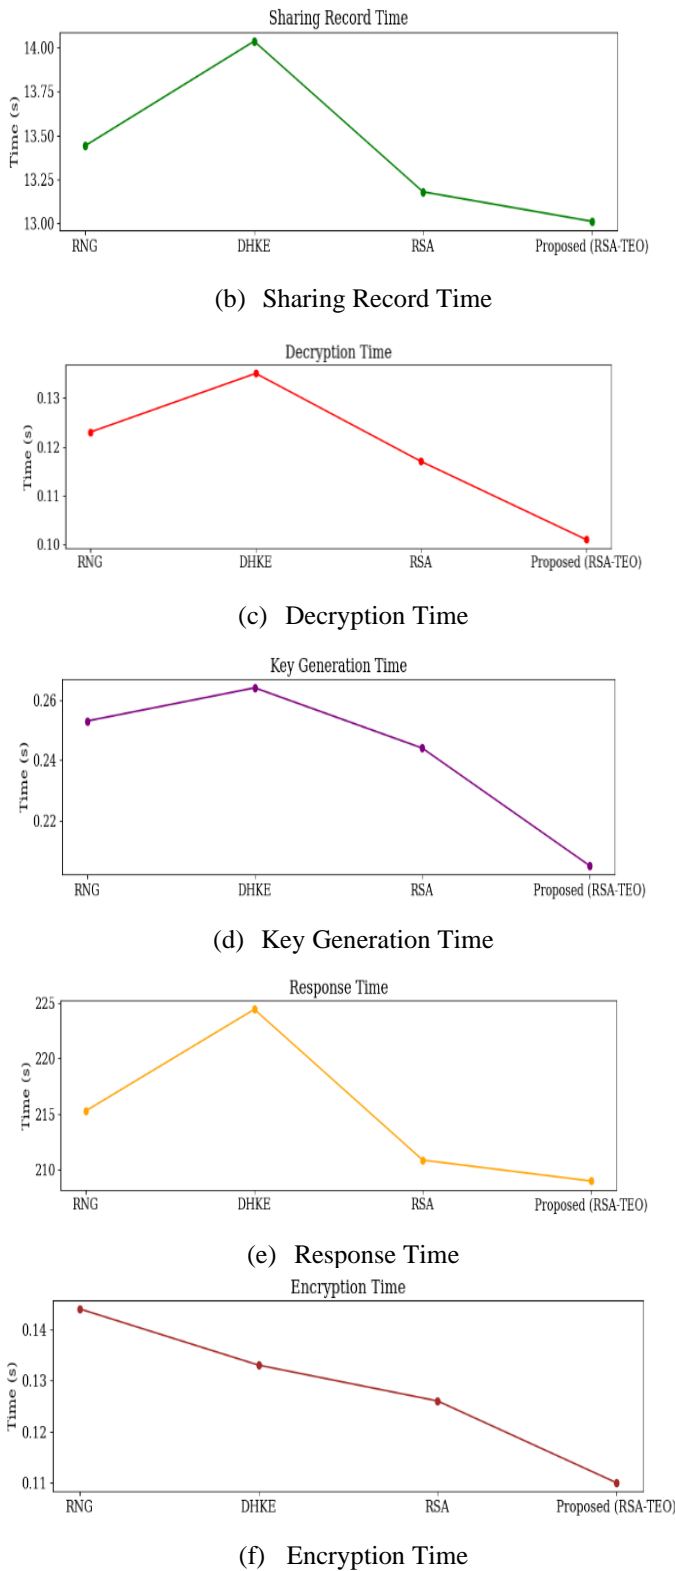 Sharing Record Time
14.00
13.75
13.50
13.25
13.00
Time (s)
RNG DHKE RSA Proposed (RSA-TEO)
(b) Sharing Record Time
Decryption Time
0.13
0.12
0.11
0.10
Time (s)
RNG DHKE RSA Proposed (RSA-TEO)
(c) Decryption Time
Key Generation Time
0.26
0.24
0.22
Time (s)
RNG DHKE RSA Proposed (RSA-TEO)
(d) Key Generation Time
Response Time
225
220
215
210
Time (s)
RNG DHKE RSA Proposed (RSA-TEO)
(e) Response Time
Encryption Time
0.14
0.13
0.12
0.11
Time (s)
RNG DHKE RSA Proposed (RSA-TEO)
(f) Encryption Time